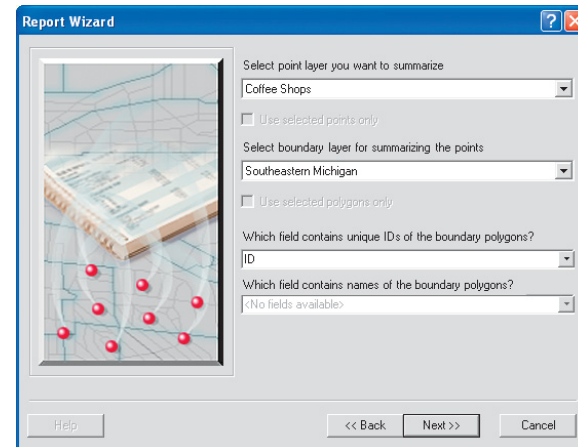 Report Wizard
Select point layer you want to summarize
Coffee Shops
Use selected points only
Select boundary layer for summarizing the points
Southeastern Michigan
Use selected polygons only
Which field contains unique IDs of the boundary polygons?
ID
Which field contains names of the boundary polygons?
<No fields available>
Help
<< Back
Next >>
Cancel